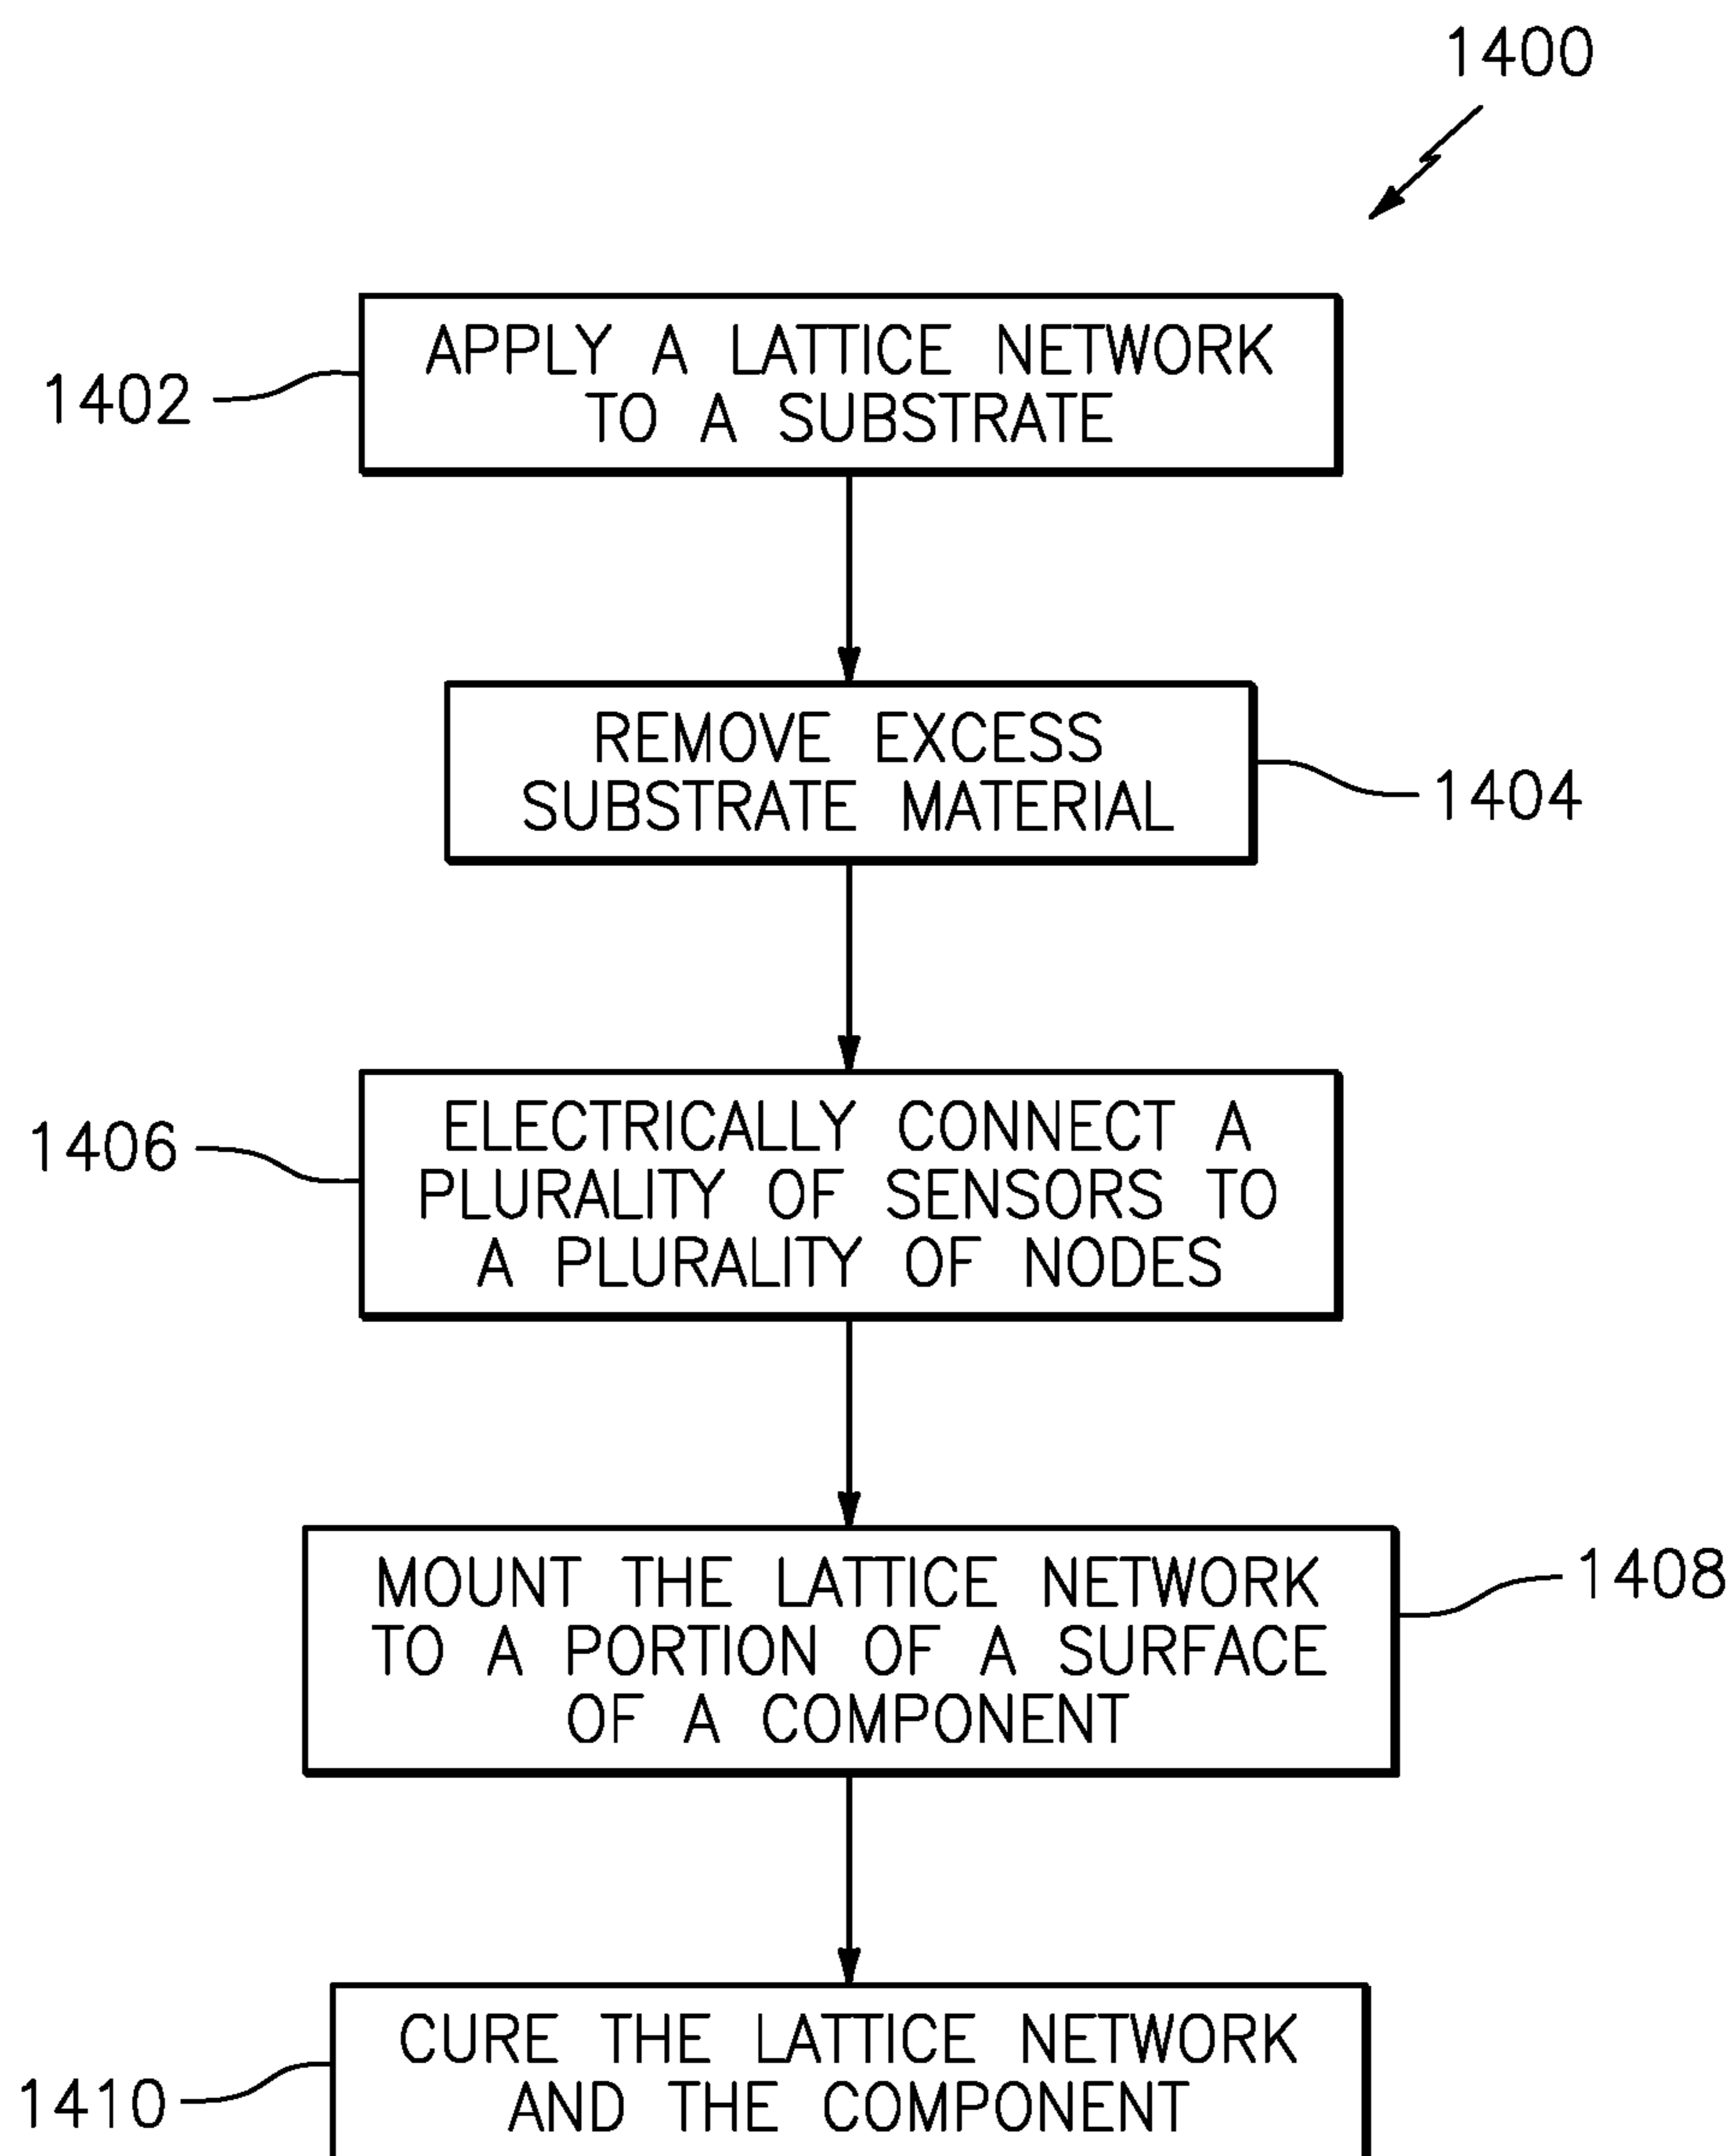 1400
APPLY A LATTICE NETWORK
TO A SUBSTRATE
1402
REMOVE EXCESS
SUBSTRATE MATERIAL
1404
ELECTRICALLY CONNECT A
PLURALITY OF SENSORS TO
A PLURALITY OF NODES
1406
MOUNT THE LATTICE NETWORK
TO A PORTION OF A SURFACE
OF A COMPONENT
1408
CURE THE LATTICE NETWORK
AND THE COMPONENT
1410